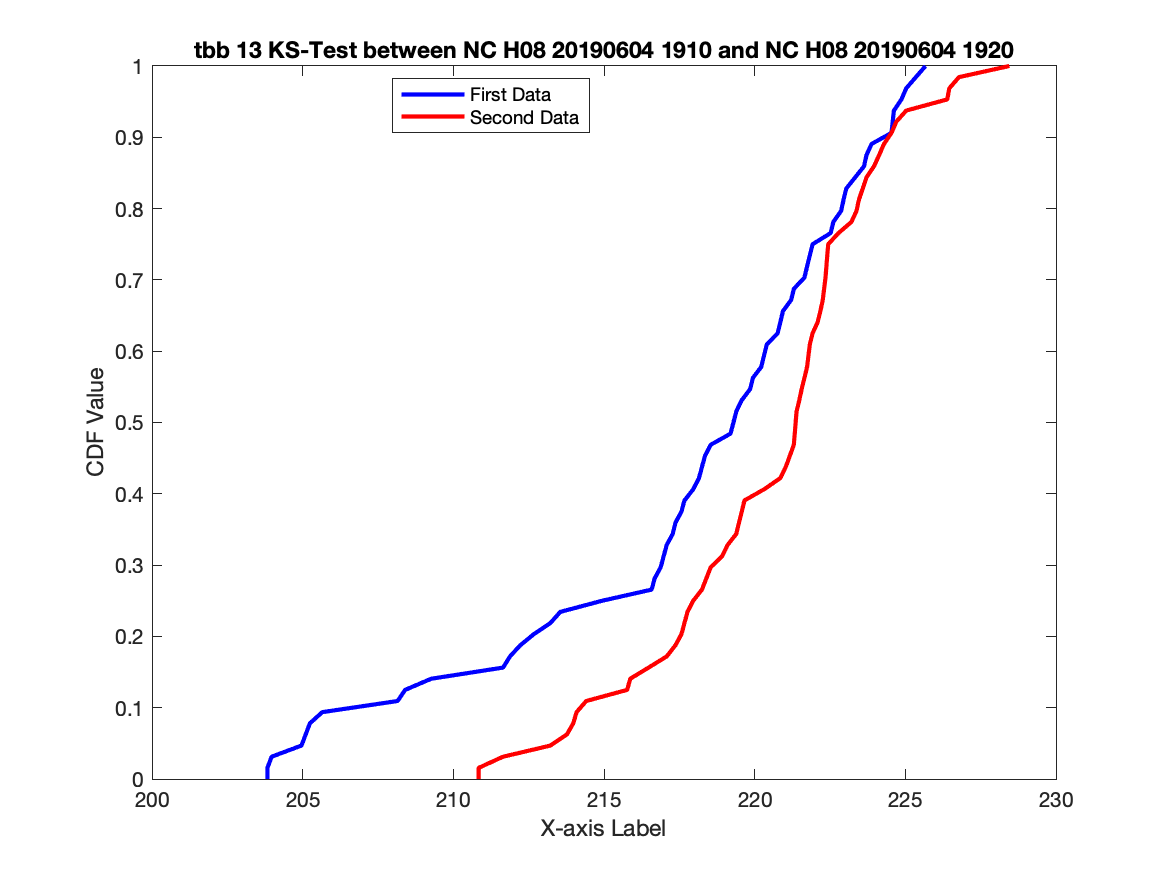 tbb 13 KS-Test between NC H08 20190604 1910 and NC H08 20190604 1920
First Data
Second Data
CDF Value
1
0.9
0.8
0.7
0.6
0.5
0.4
0.3
0.2
0.1
0
200 205 210 215 220 225 230
X-axis Label